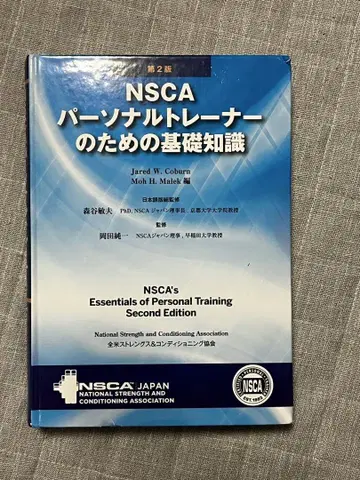 第2版
NSCA
パーソナルトレーナー
のための基礎知識
Jared W. Coburn
Moh H. Malek 編
日本語版総監修
森谷敏夫 PhD, NSCA ジャパン理事長, 京都大学大学院教授
監修
岡田純一 NSCAジャパン理事, 早稲田大学教授
NSCA's
Essentials of Personal Training
Second Edition
National Strength and Conditioning Association
全米ストレングス&コンディショニング協会
NSCA JAPAN
NATIONAL STRENGTH AND
CONDITIONING ASSOCIATION
NSCA